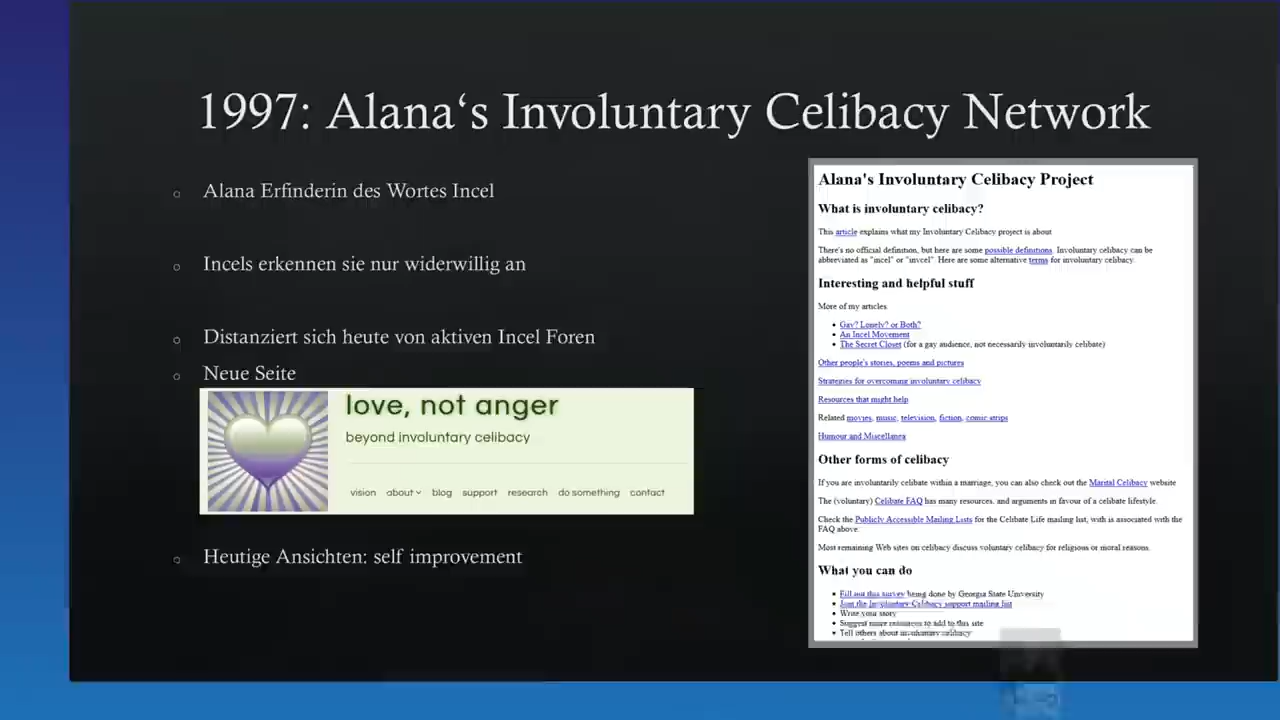 1997: Alana‘s Involuntary Celibacy Network
Alana Erfinderin des Wortes Incel
Incels erkennen sie nur widerwillig an
Distanziert sich heute von aktiven Incel Foren
Neue Seite
love, not anger
beyond involuntary celibacy
vision about blog support research do something contact
Heutige Ansichten: self improvement
Alana's Involuntary Celibacy Project
What is involuntary celibacy?
This article explains what my Involuntary Celibacy project is about
There's no official definition, but here are some possible definitions. Involuntary celibacy can be
abbreviated as "incel" or "invcel". Here are some alternative terms for involuntary celibacy.
Interesting and helpful stuff
More of my articles.
Gay? Lonely? or Both?
An Incel Movement
The Secret Closet (for a gay audience, not necessarily involuntarily celibate)
Other people's stories, poems and pictures
Strategies for overcoming involuntary celibacy
Resources that might help
Related movies, music, television, fiction, comic strips
Humour and Miscellanea
Other forms of celibacy
If you are involuntarily celibate within a marriage, you can also check out the Marital Celibacy website
The (voluntary) Celibate FAQ has many resources, and arguments in favour of a celibate lifestyle.
Check the Publicly Accessible Mailing Lists for the Celibate Life mailing list, with is associated with the
FAQ above.
Most remaining Web sites on celibacy discuss voluntary celibacy for religious or moral reasons.
What you can do
Fill out this survey being done by Georgia State University
Join the Involuntary Celibacy support mailing list
Write your story
Suggest more resources to add to this site
Tell others about involuntary celibacy